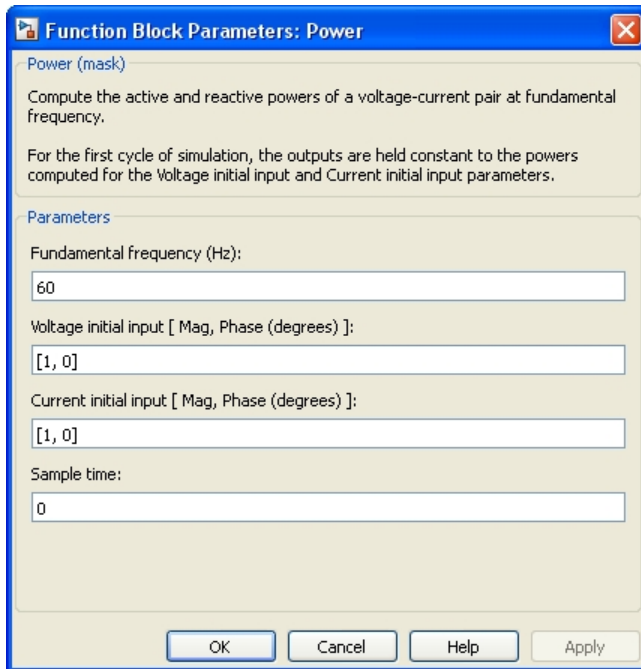 Function Block Parameters: Power
Power (mask)
Compute the active and reactive powers of a voltage-current pair at fundamental
frequency.
For the first cycle of simulation, the outputs are held constant to the powers
computed for the Voltage initial input and Current initial input parameters.
Parameters
Fundamental frequency (Hz):
60
Voltage initial input [ Mag, Phase (degrees) ]:
[1, 0]
Current initial input [ Mag, Phase (degrees) ]:
[1, 0]
Sample time:
0
OK Cancel Help Apply